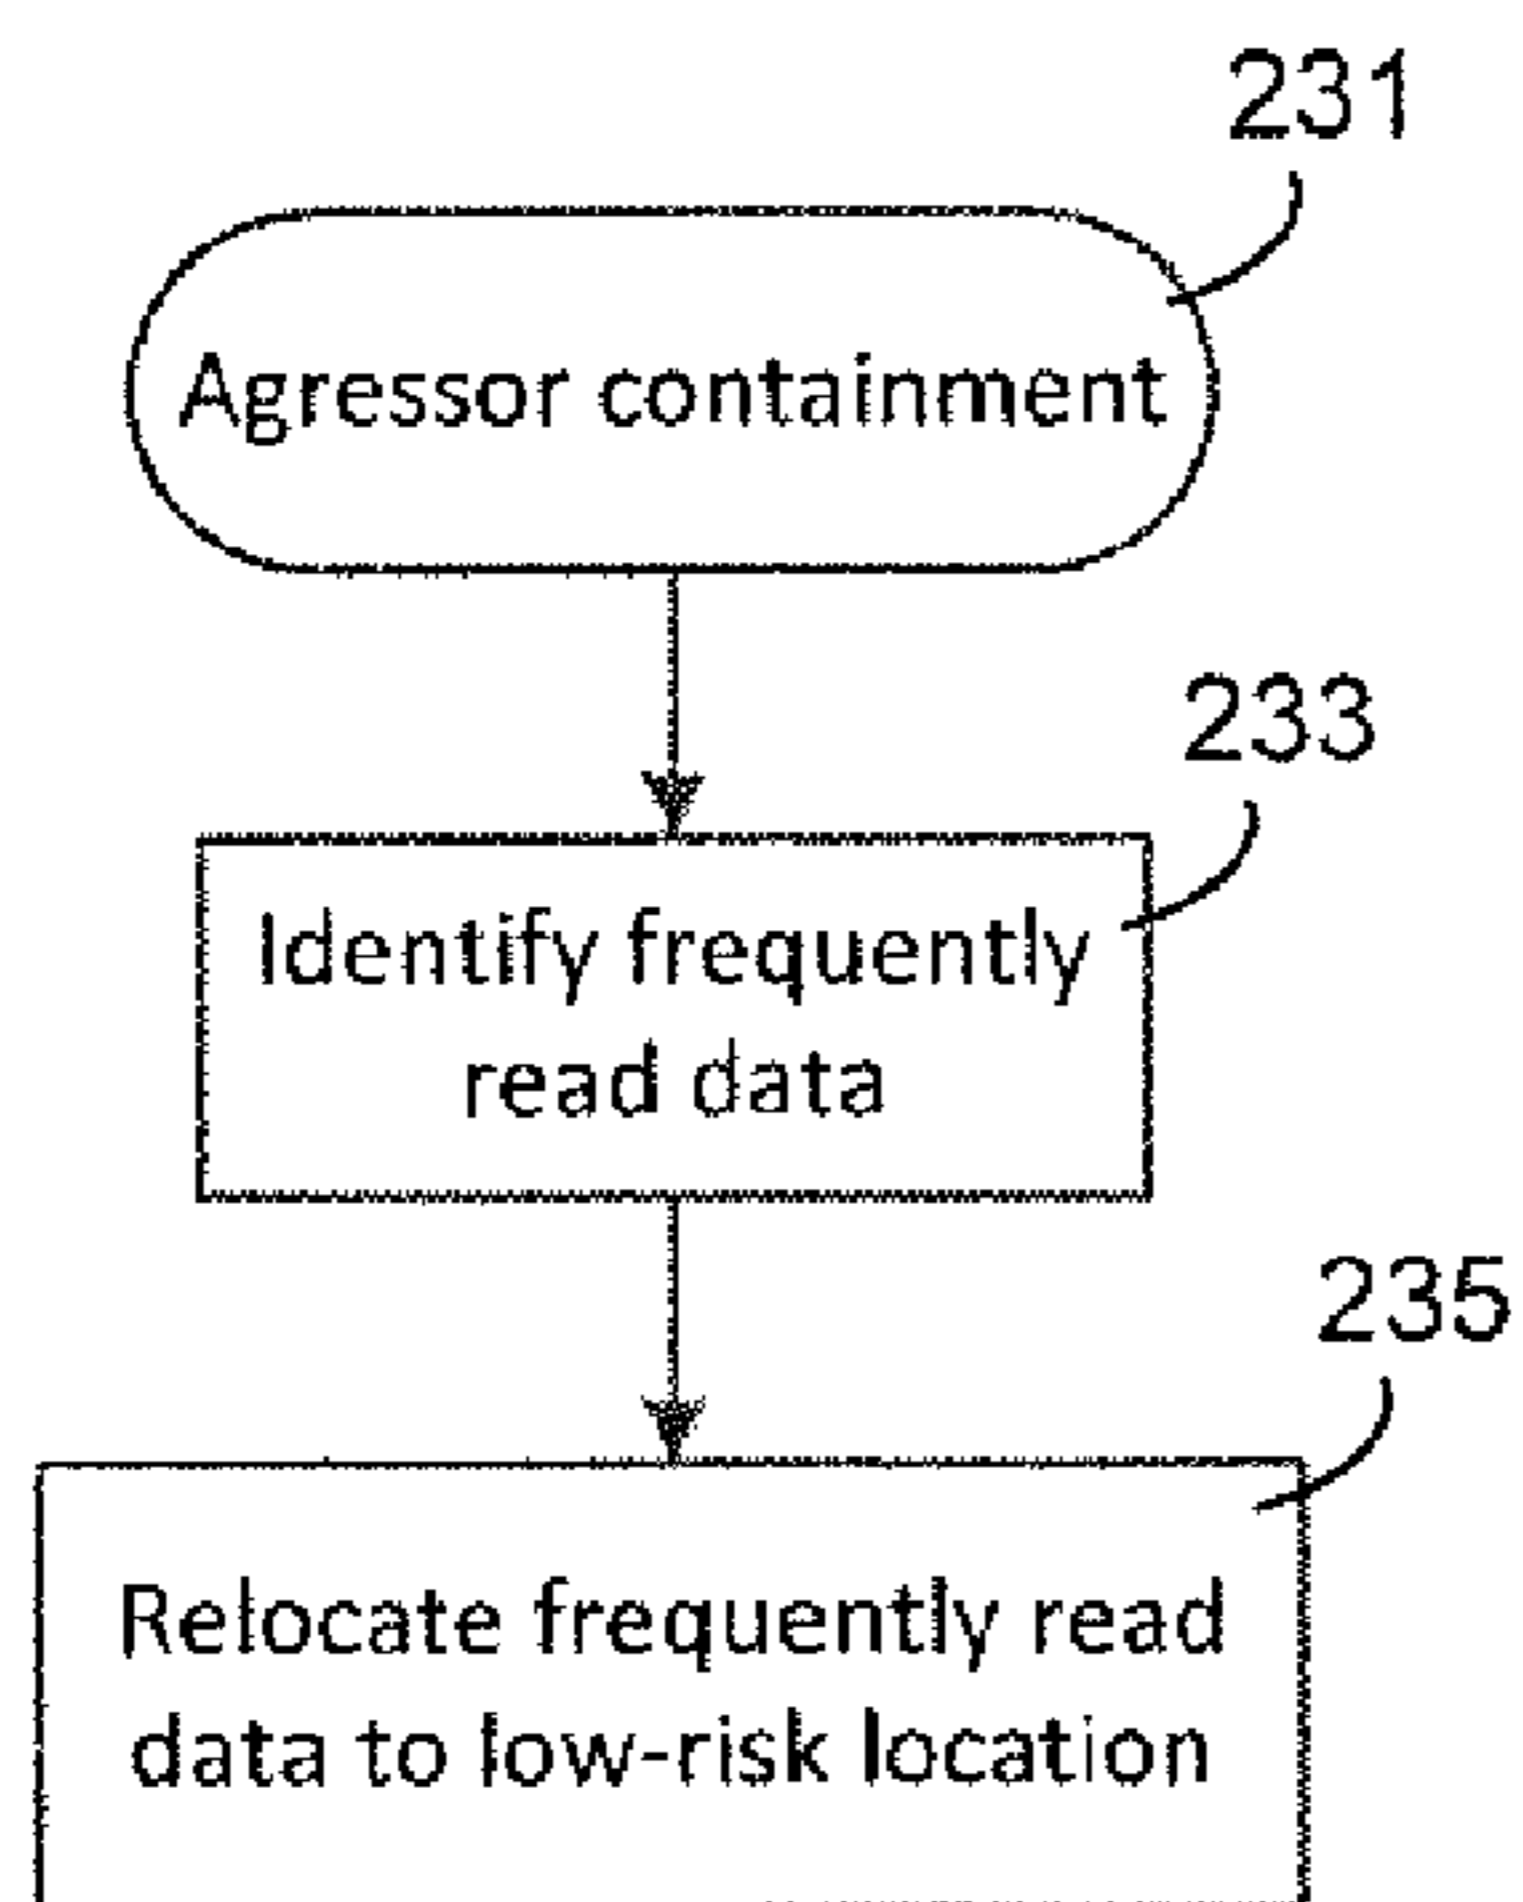 231
Agressor containment
233
Identify frequently
read data
235
Relocate frequently read
data to low-risk location